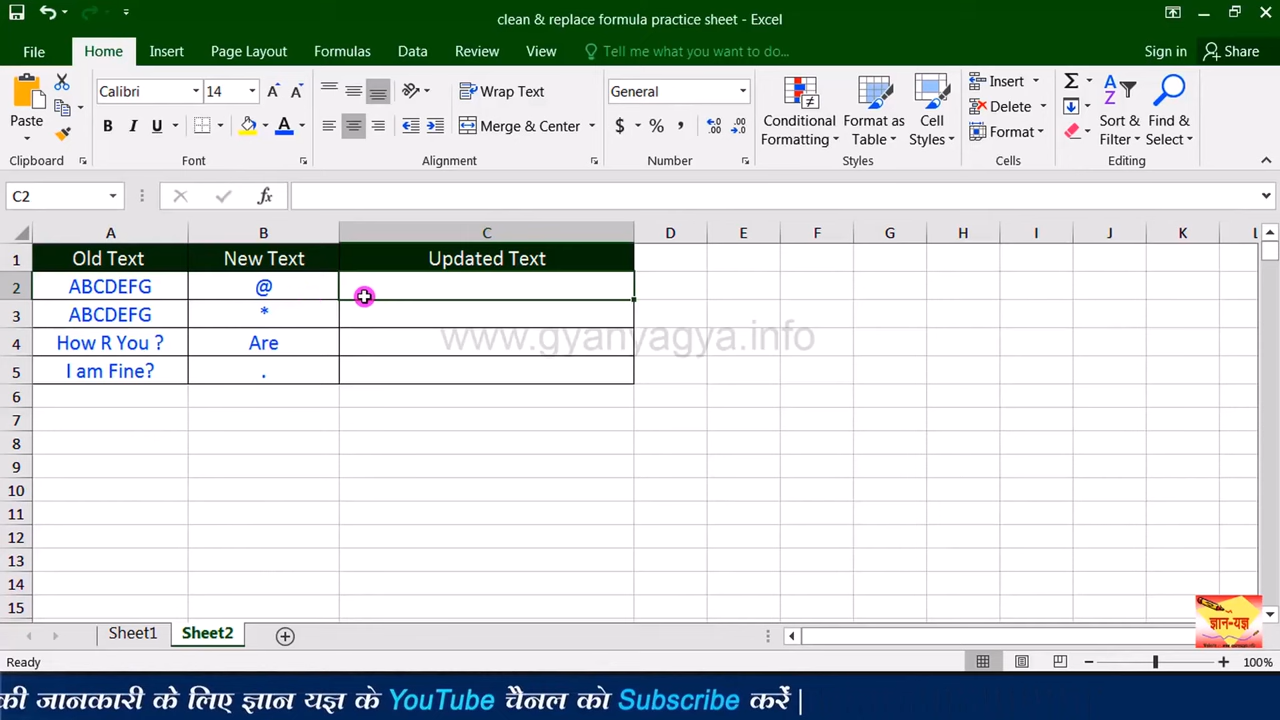 clean & replace formula practice sheet - Excel
File Home Insert Page Layout Formulas Data Review View Tell me what you want to do... Sign in Share
Paste
Clipboard
Calibri 14
B I U
Font
Wrap Text
Merge & Center
Alignment
General
$ % ,
Number
Conditional Formatting
Format as Table
Cell Styles
Styles
Insert
Delete
Format
Cells
Sort & Filter
Find & Select
Editing
C2 fx
A B C D E F G H I J K L
1 Old Text New Text Updated Text
2 ABCDEFG @
3 ABCDEFG *
4 How R You ? Are
5 I am Fine? .
6
7
8
9
10
11
12
13
14
15
www.gyanyagya.info
ज्ञान-यज्ञ
Sheet1 Sheet2
Ready 100%
की जानकारी के लिए ज्ञान यज्ञ के YouTube चैनल को Subscribe करें |